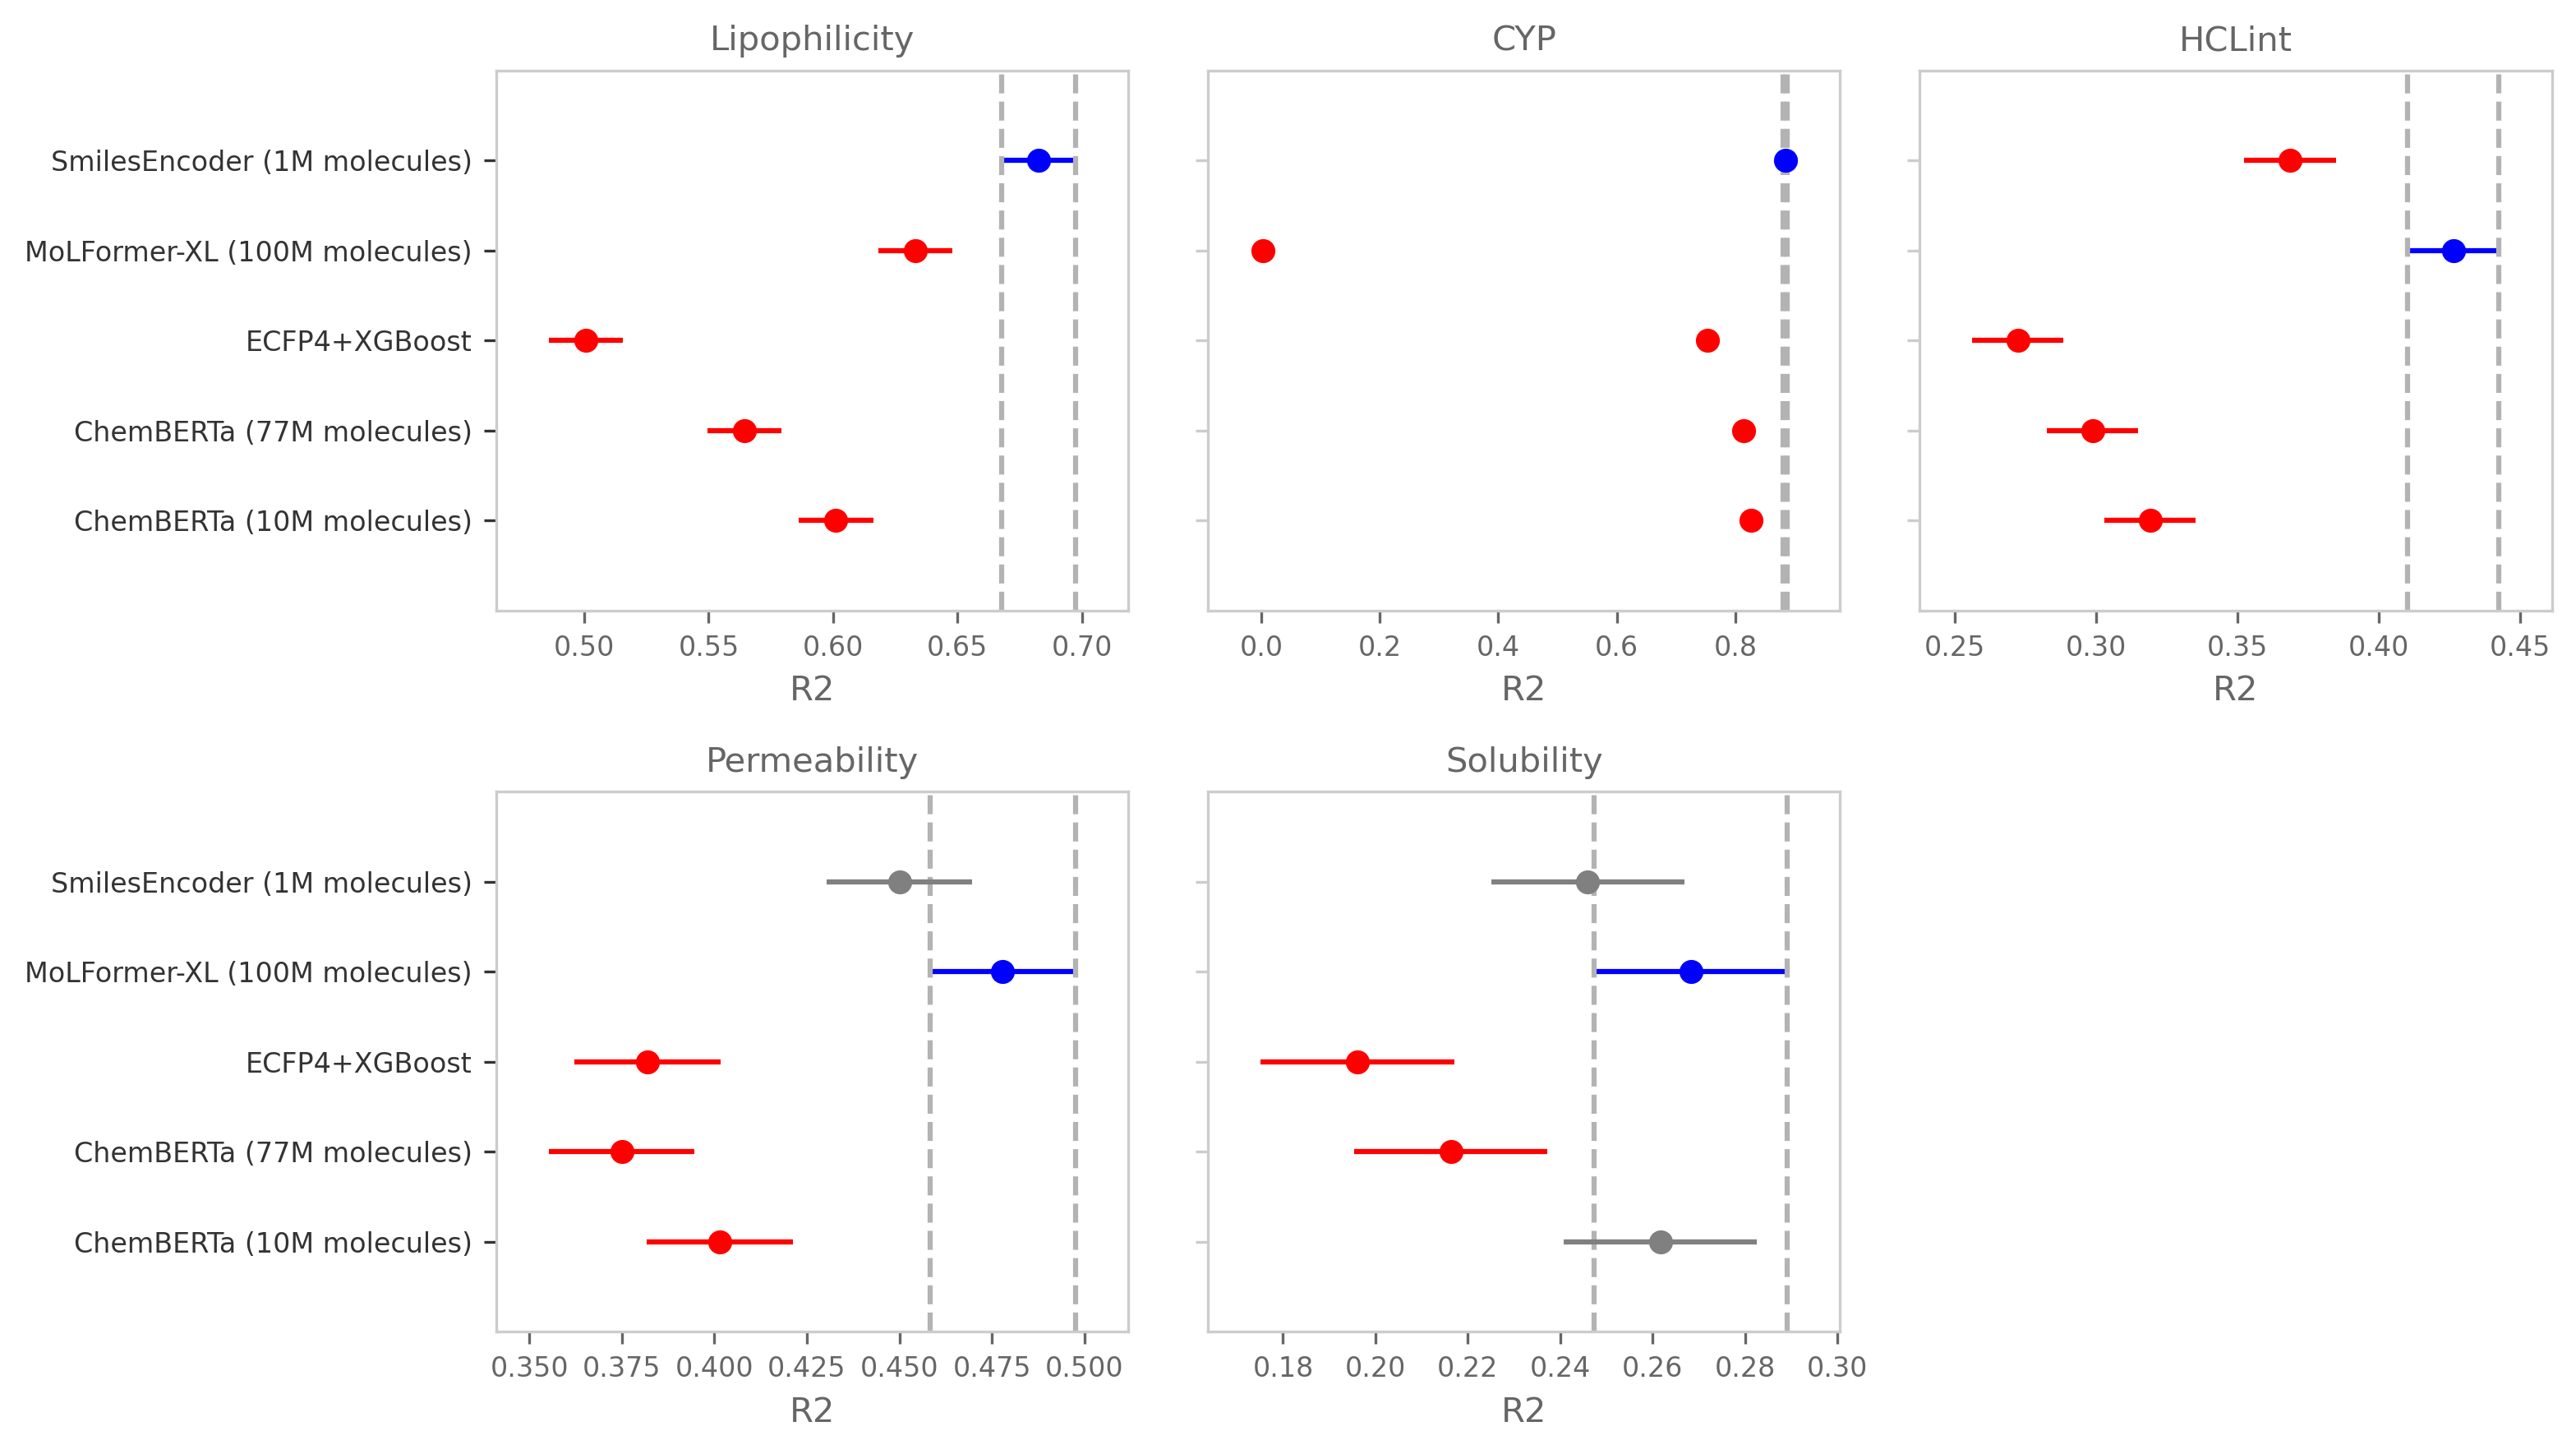 Lipophilicity
CYP
HCLint
SmilesEncoder (1M molecules)
MoLFormer-XL (100M molecules)
ECFP4+XGBoost
ChemBERTa (77M molecules)
ChemBERTa (10M molecules)
0.50 0.55 0.60 0.65 0.70
0.0 0.2 0.4 0.6 0.8
0.25 0.30 0.35 0.40 0.45
R2
R2
R2
Permeability
Solubility
SmilesEncoder (1M molecules)
MoLFormer-XL (100M molecules)
ECFP4+XGBoost
ChemBERTa (77M molecules)
ChemBERTa (10M molecules)
0.350 0.375 0.400 0.425 0.450 0.475 0.500
0.18 0.20 0.22 0.24 0.26 0.28 0.30
R2
R2